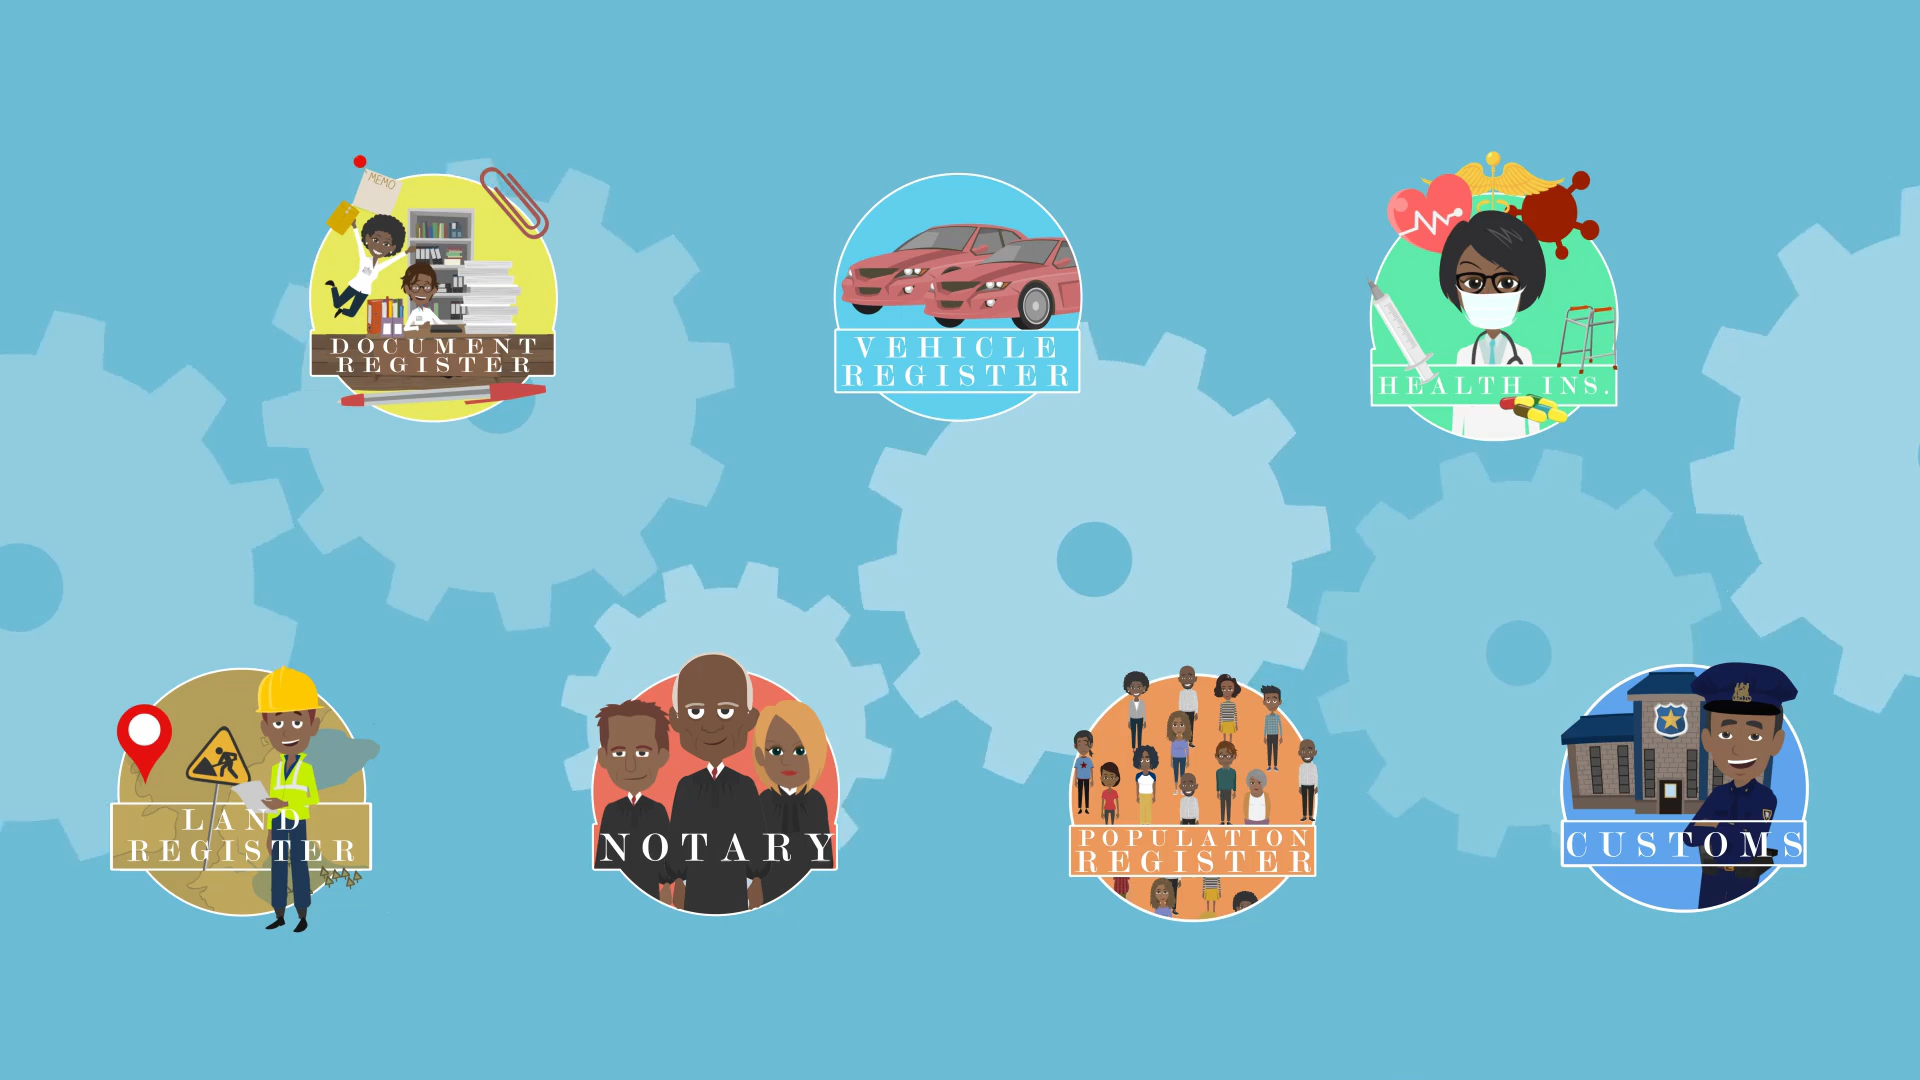 MEMO
DOCUMENT
REGISTER
VEHICLE
REGISTER
HEALTH INS.
LAND
REGISTER
NOTARY
POPULATION
REGISTER
CUSTOMS